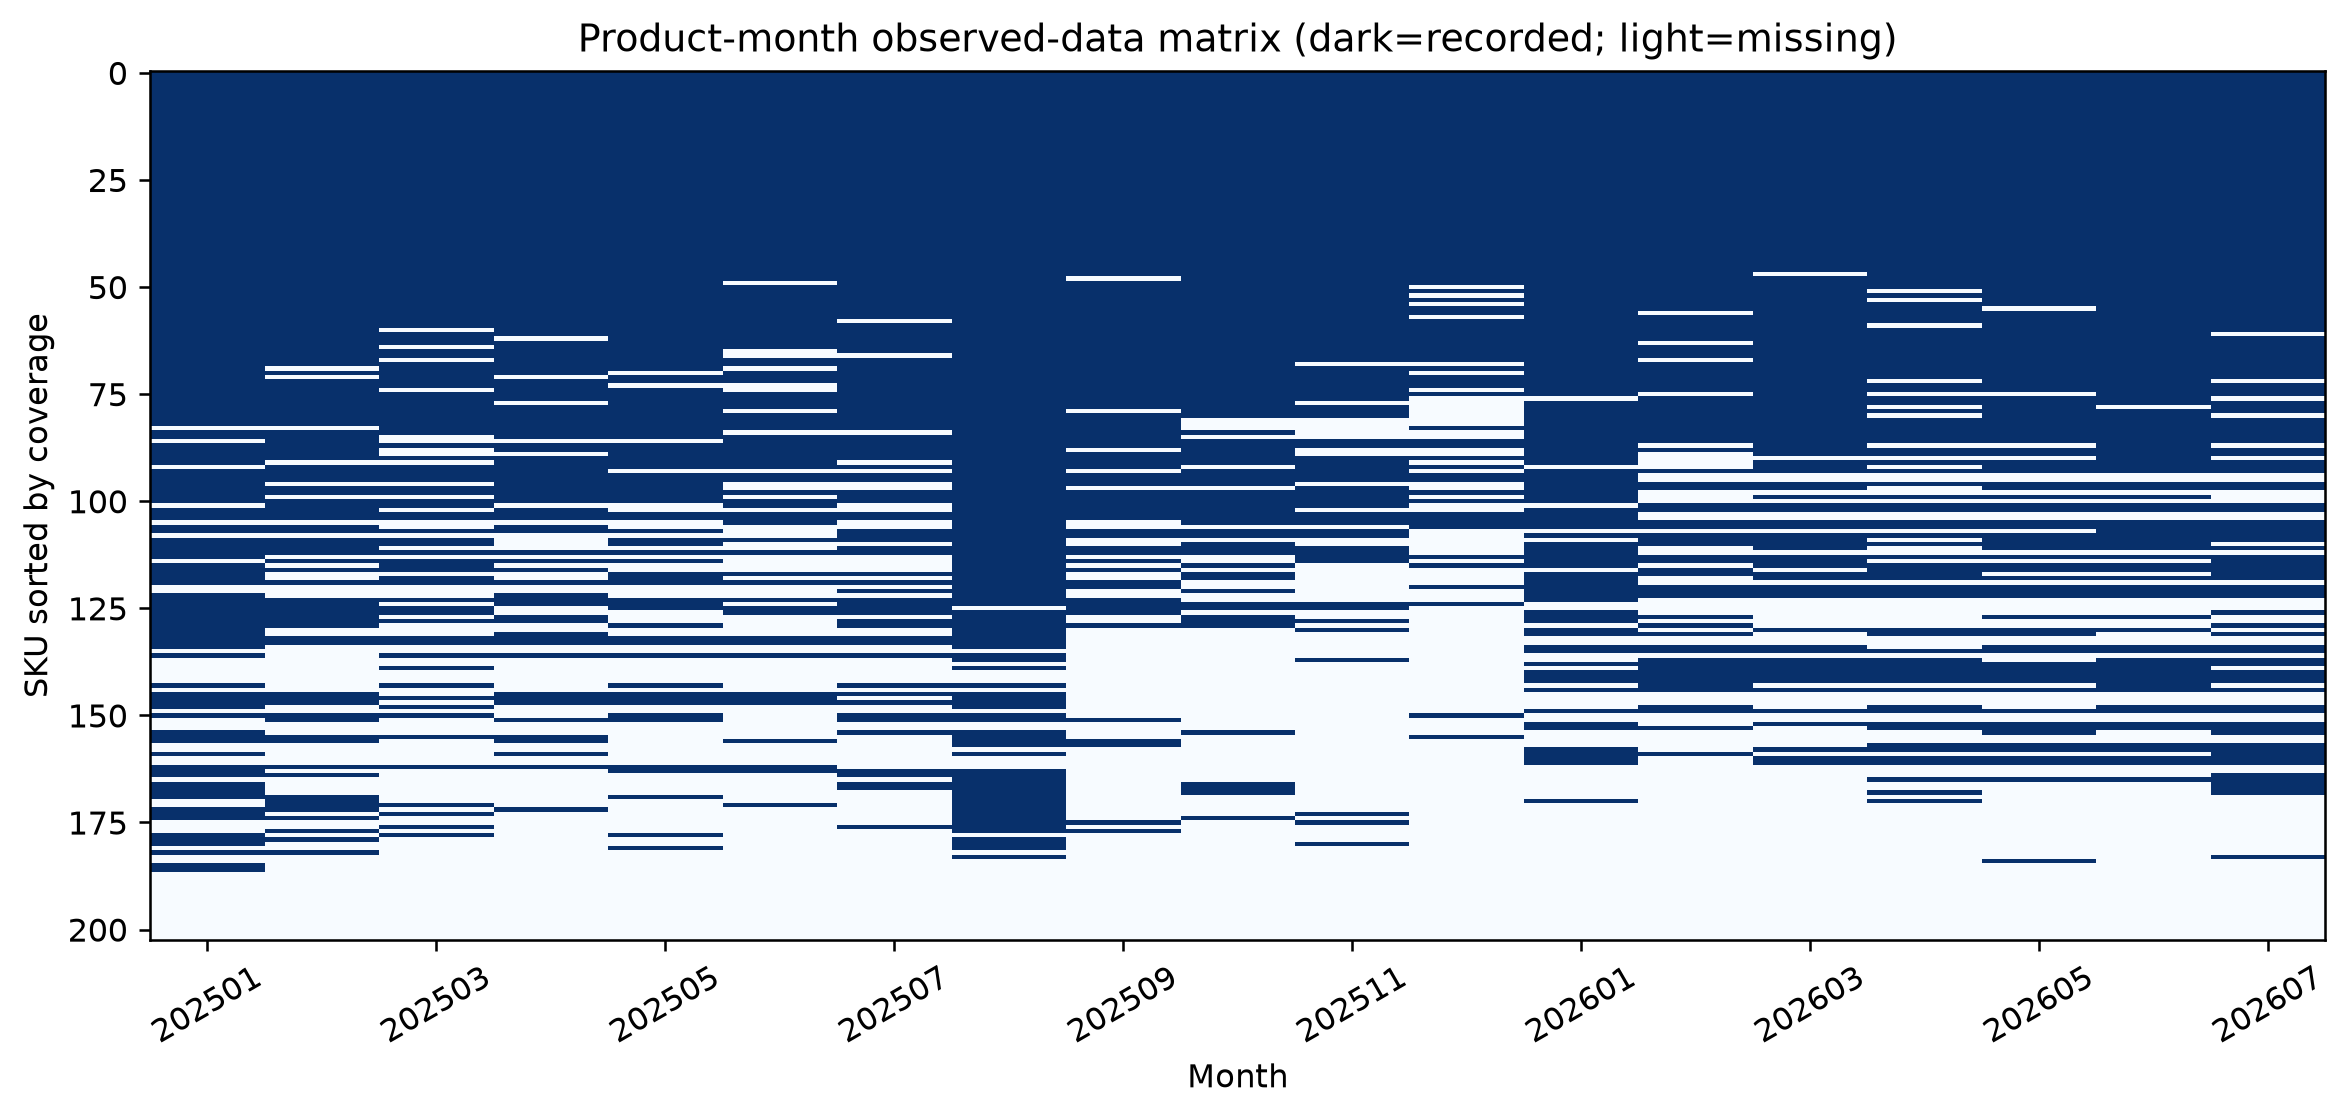 Product-month observed-data matrix (dark=recorded; light=missing)
SKU sorted by coverage
0
25
50
75
100
125
150
175
200
202501 202503 202505 202507 202509 202511 202601 202603 202605 202607
Month